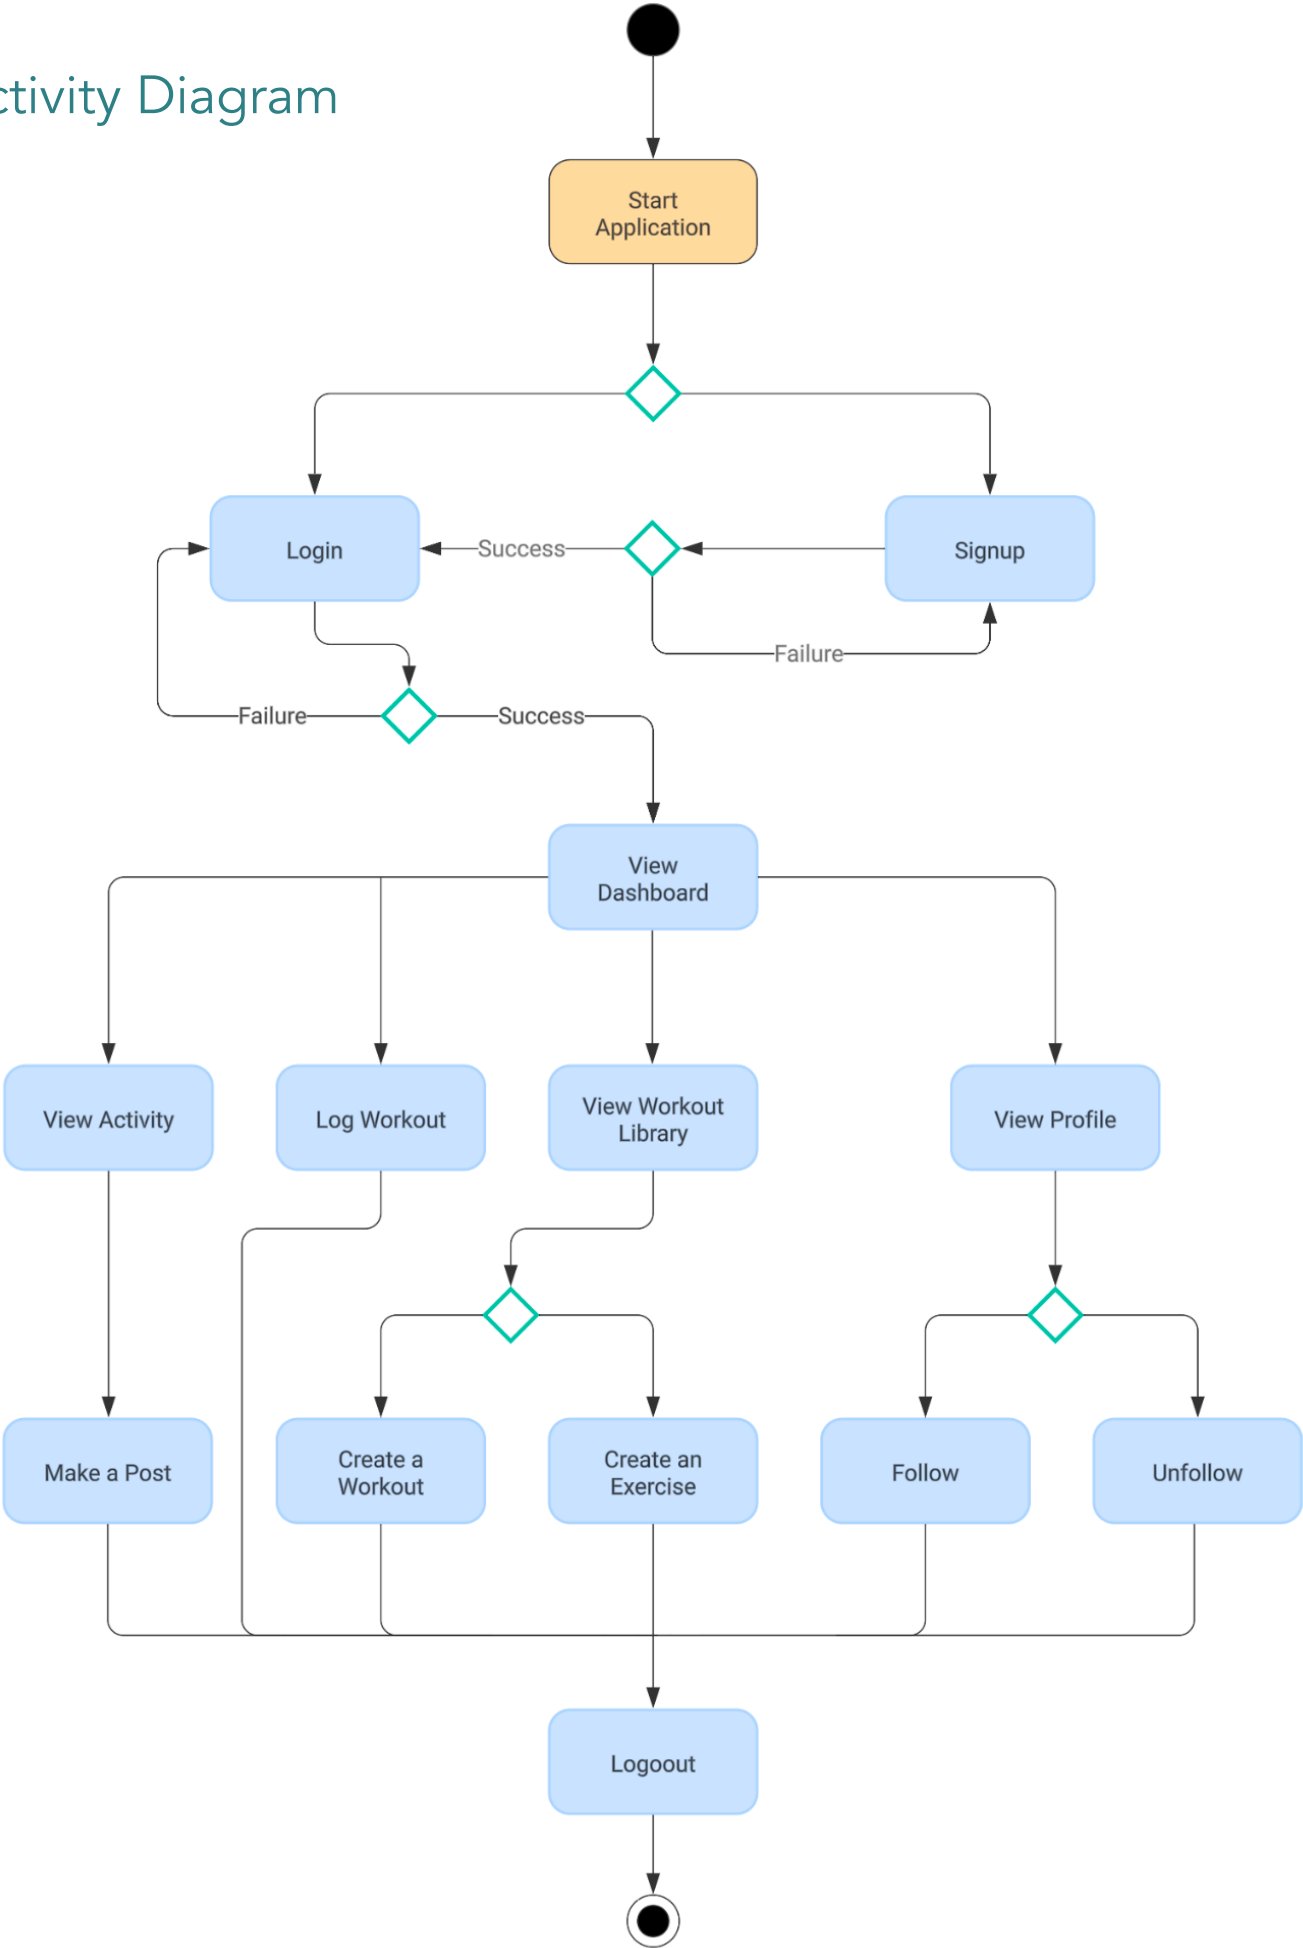 ctivity Diagram
Start
Application
Login
Success
Signup
Failure
Failure
Success
View
Dashboard
View Activity
Log Workout
View Workout
Library
View Profile
Make a Post
Create a
Workout
Create an
Exercise
Follow
Unfollow
Logoout